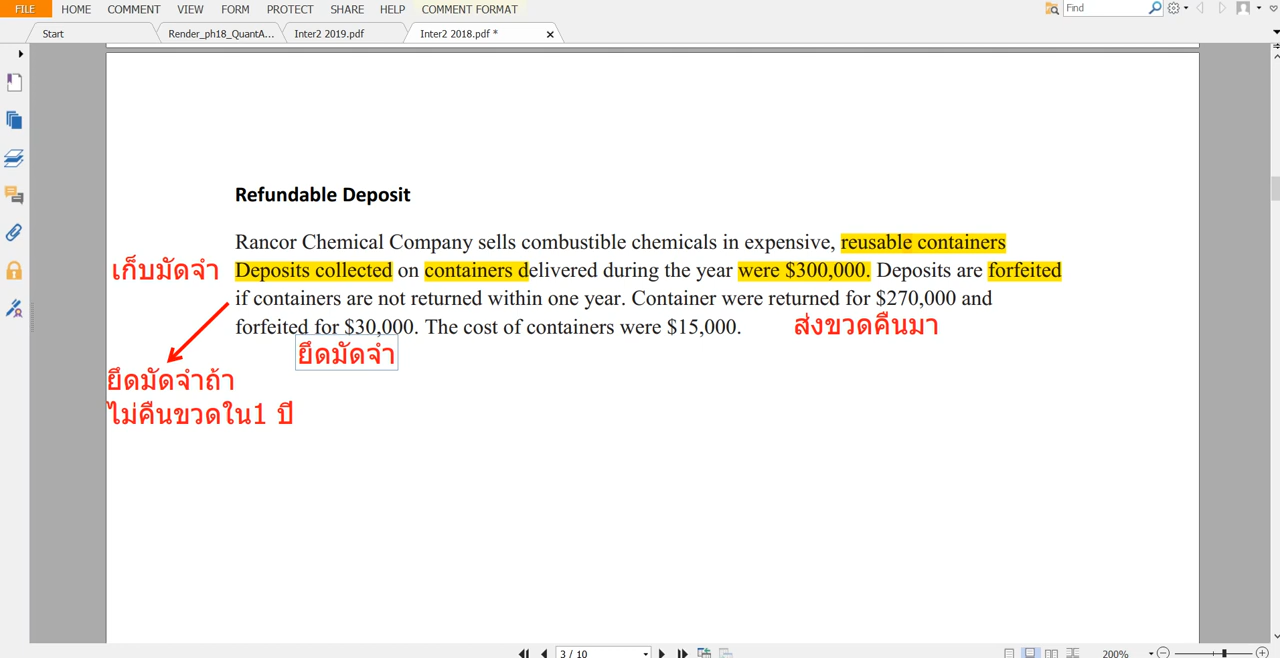 FILE HOME COMMENT VIEW FORM PROTECT SHARE HELP COMMENT FORMAT Find
Start Render_ph18_QuantA... Inter2 2019.pdf Inter2 2018.pdf *
Refundable Deposit
Rancor Chemical Company sells combustible chemicals in expensive, reusable containers
เก็บมัดจำ Deposits collected on containers delivered during the year were $300,000. Deposits are forfeited
if containers are not returned within one year. Container were returned for $270,000 and
forfeited for $30,000. The cost of containers were $15,000. ส่งขวดคืนมา
ยึดมัดจำ
ยึดมัดจำถ้า
ไม่คืนขวดใน1 ปี
3 / 10 200%